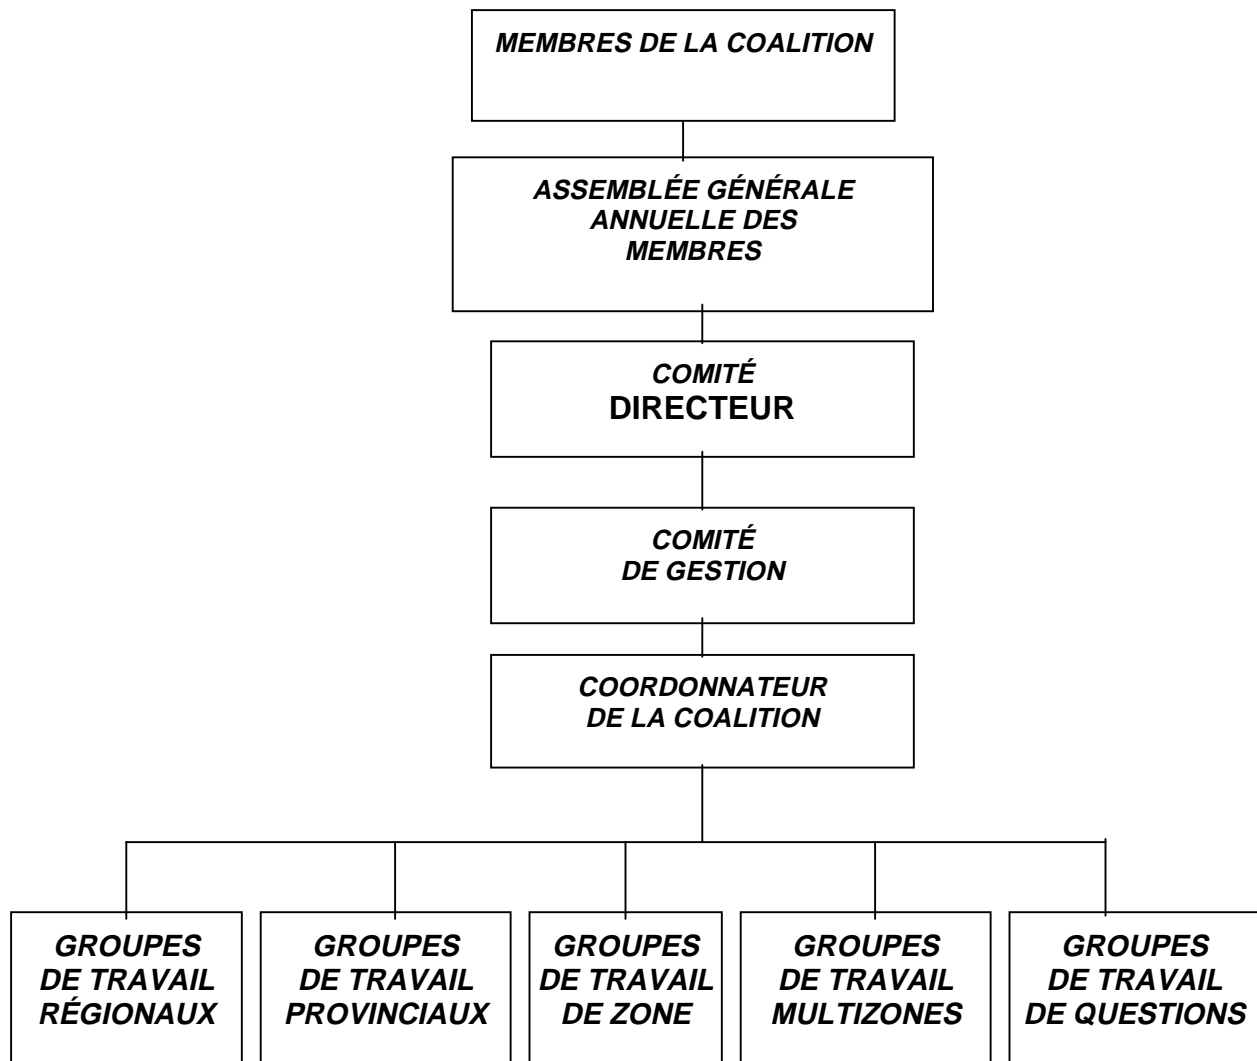 MEMBRES DE LA COALITION
ASSEMBLÉE GÉNÉRALE
ANNUELLE DES
MEMBRES
COMITÉ
DIRECTEUR
COMITÉ
DE GESTION
COORDONNATEUR
DE LA COALITION
GROUPES
DE TRAVAIL
RÉGIONAUX
GROUPES
DE TRAVAIL
PROVINCIAUX
GROUPES
DE TRAVAIL
DE ZONE
GROUPES
DE TRAVAIL
MULTIZONES
GROUPES
DE TRAVAIL
DE QUESTIONS